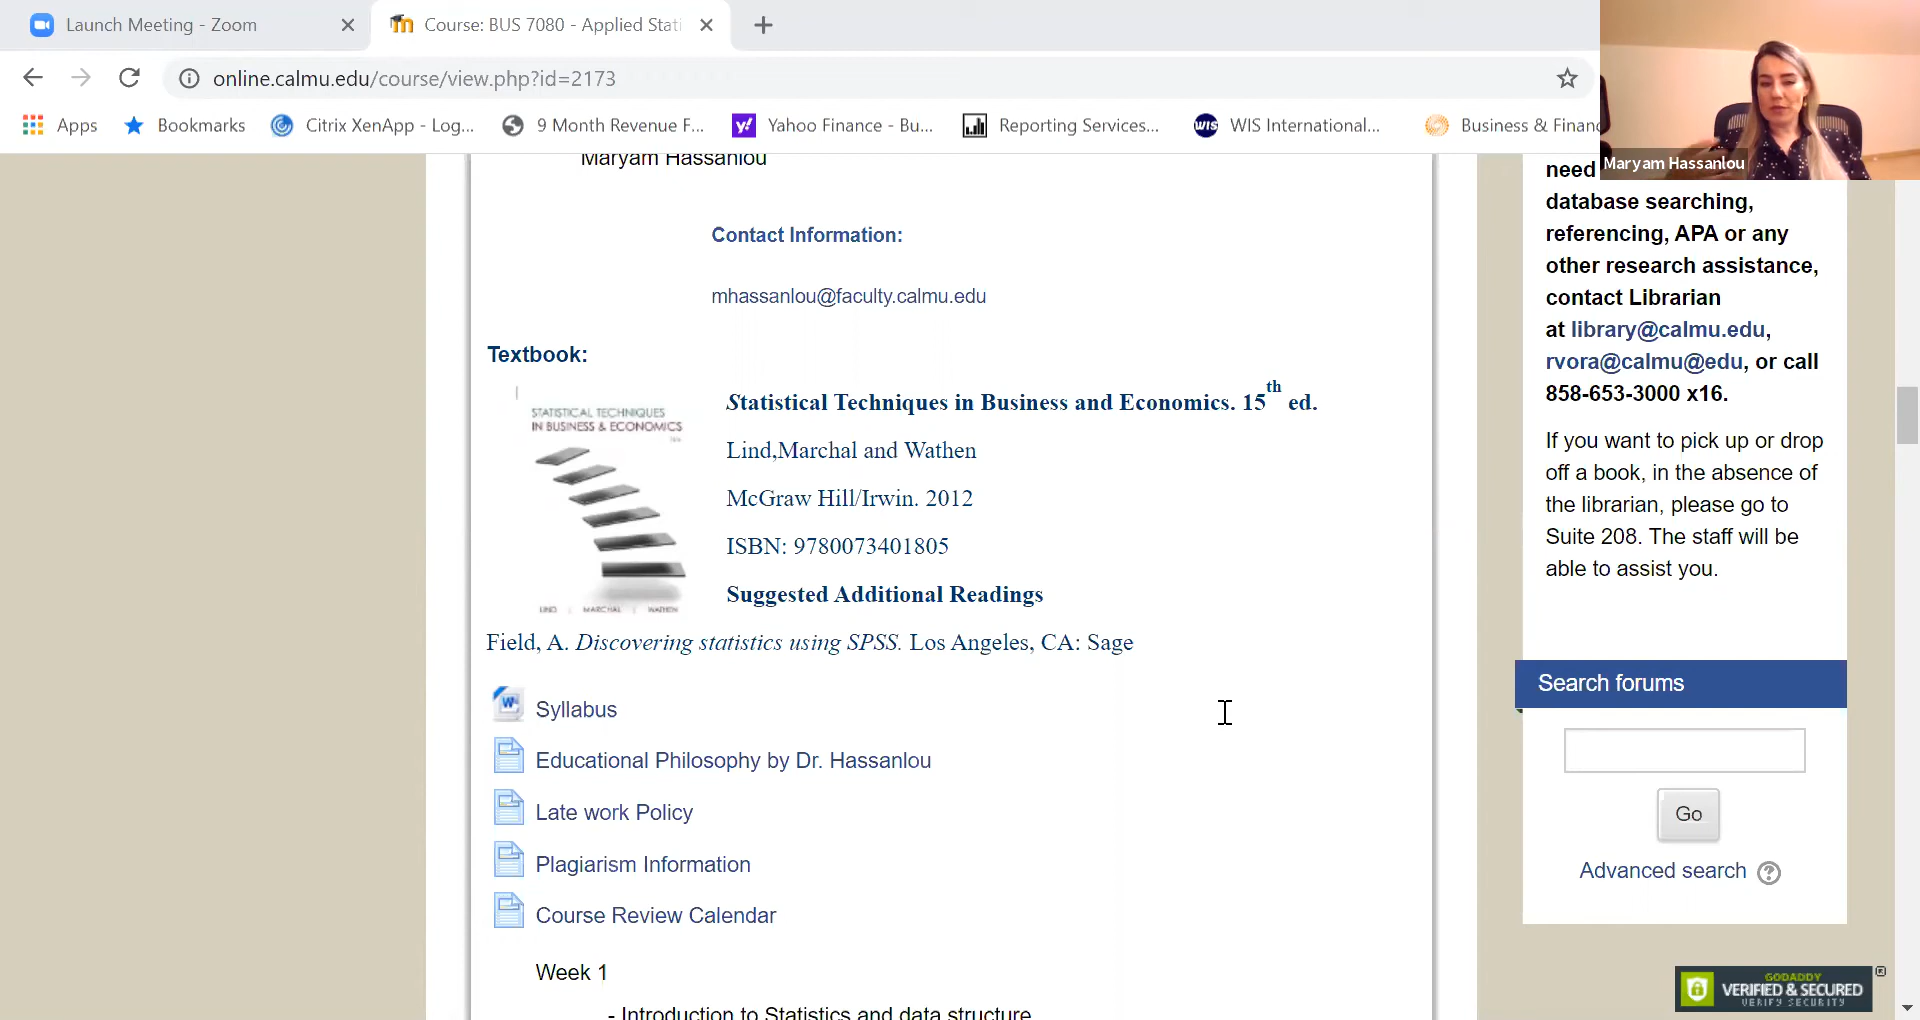 Launch Meeting - Zoom
Course: BUS 7080 - Applied Stati
online.calmu.edu/course/view.php?id=2173
Apps
Bookmarks
Citrix XenApp - Log...
9 Month Revenue F...
Yahoo Finance - Bu...
Reporting Services...
WIS International...
Business & Finan
Maryam Hassanlou
Maryam Hassanlou
Contact Information:
mhassanlou@faculty.calmu.edu
Textbook:
STATISTICAL TECHNIQUES
IN BUSINESS & ECONOMICS
LIND | MARCHAL | WATHEN
Statistical Techniques in Business and Economics. 15th ed.
Lind,Marchal and Wathen
McGraw Hill/Irwin. 2012
ISBN: 9780073401805
Suggested Additional Readings
Field, A. Discovering statistics using SPSS. Los Angeles, CA: Sage
Syllabus
Educational Philosophy by Dr. Hassanlou
Late work Policy
Plagiarism Information
Course Review Calendar
Week 1
- Introduction to Statistics and data structure
need
database searching,
referencing, APA or any
other research assistance,
contact Librarian
at library@calmu.edu,
rvora@calmu@edu, or call
858-653-3000 x16.
If you want to pick up or drop
off a book, in the absence of
the librarian, please go to
Suite 208. The staff will be
able to assist you.
Search forums
Go
Advanced search
GODADDY
VERIFIED & SECURED
VERIFY SECURITY